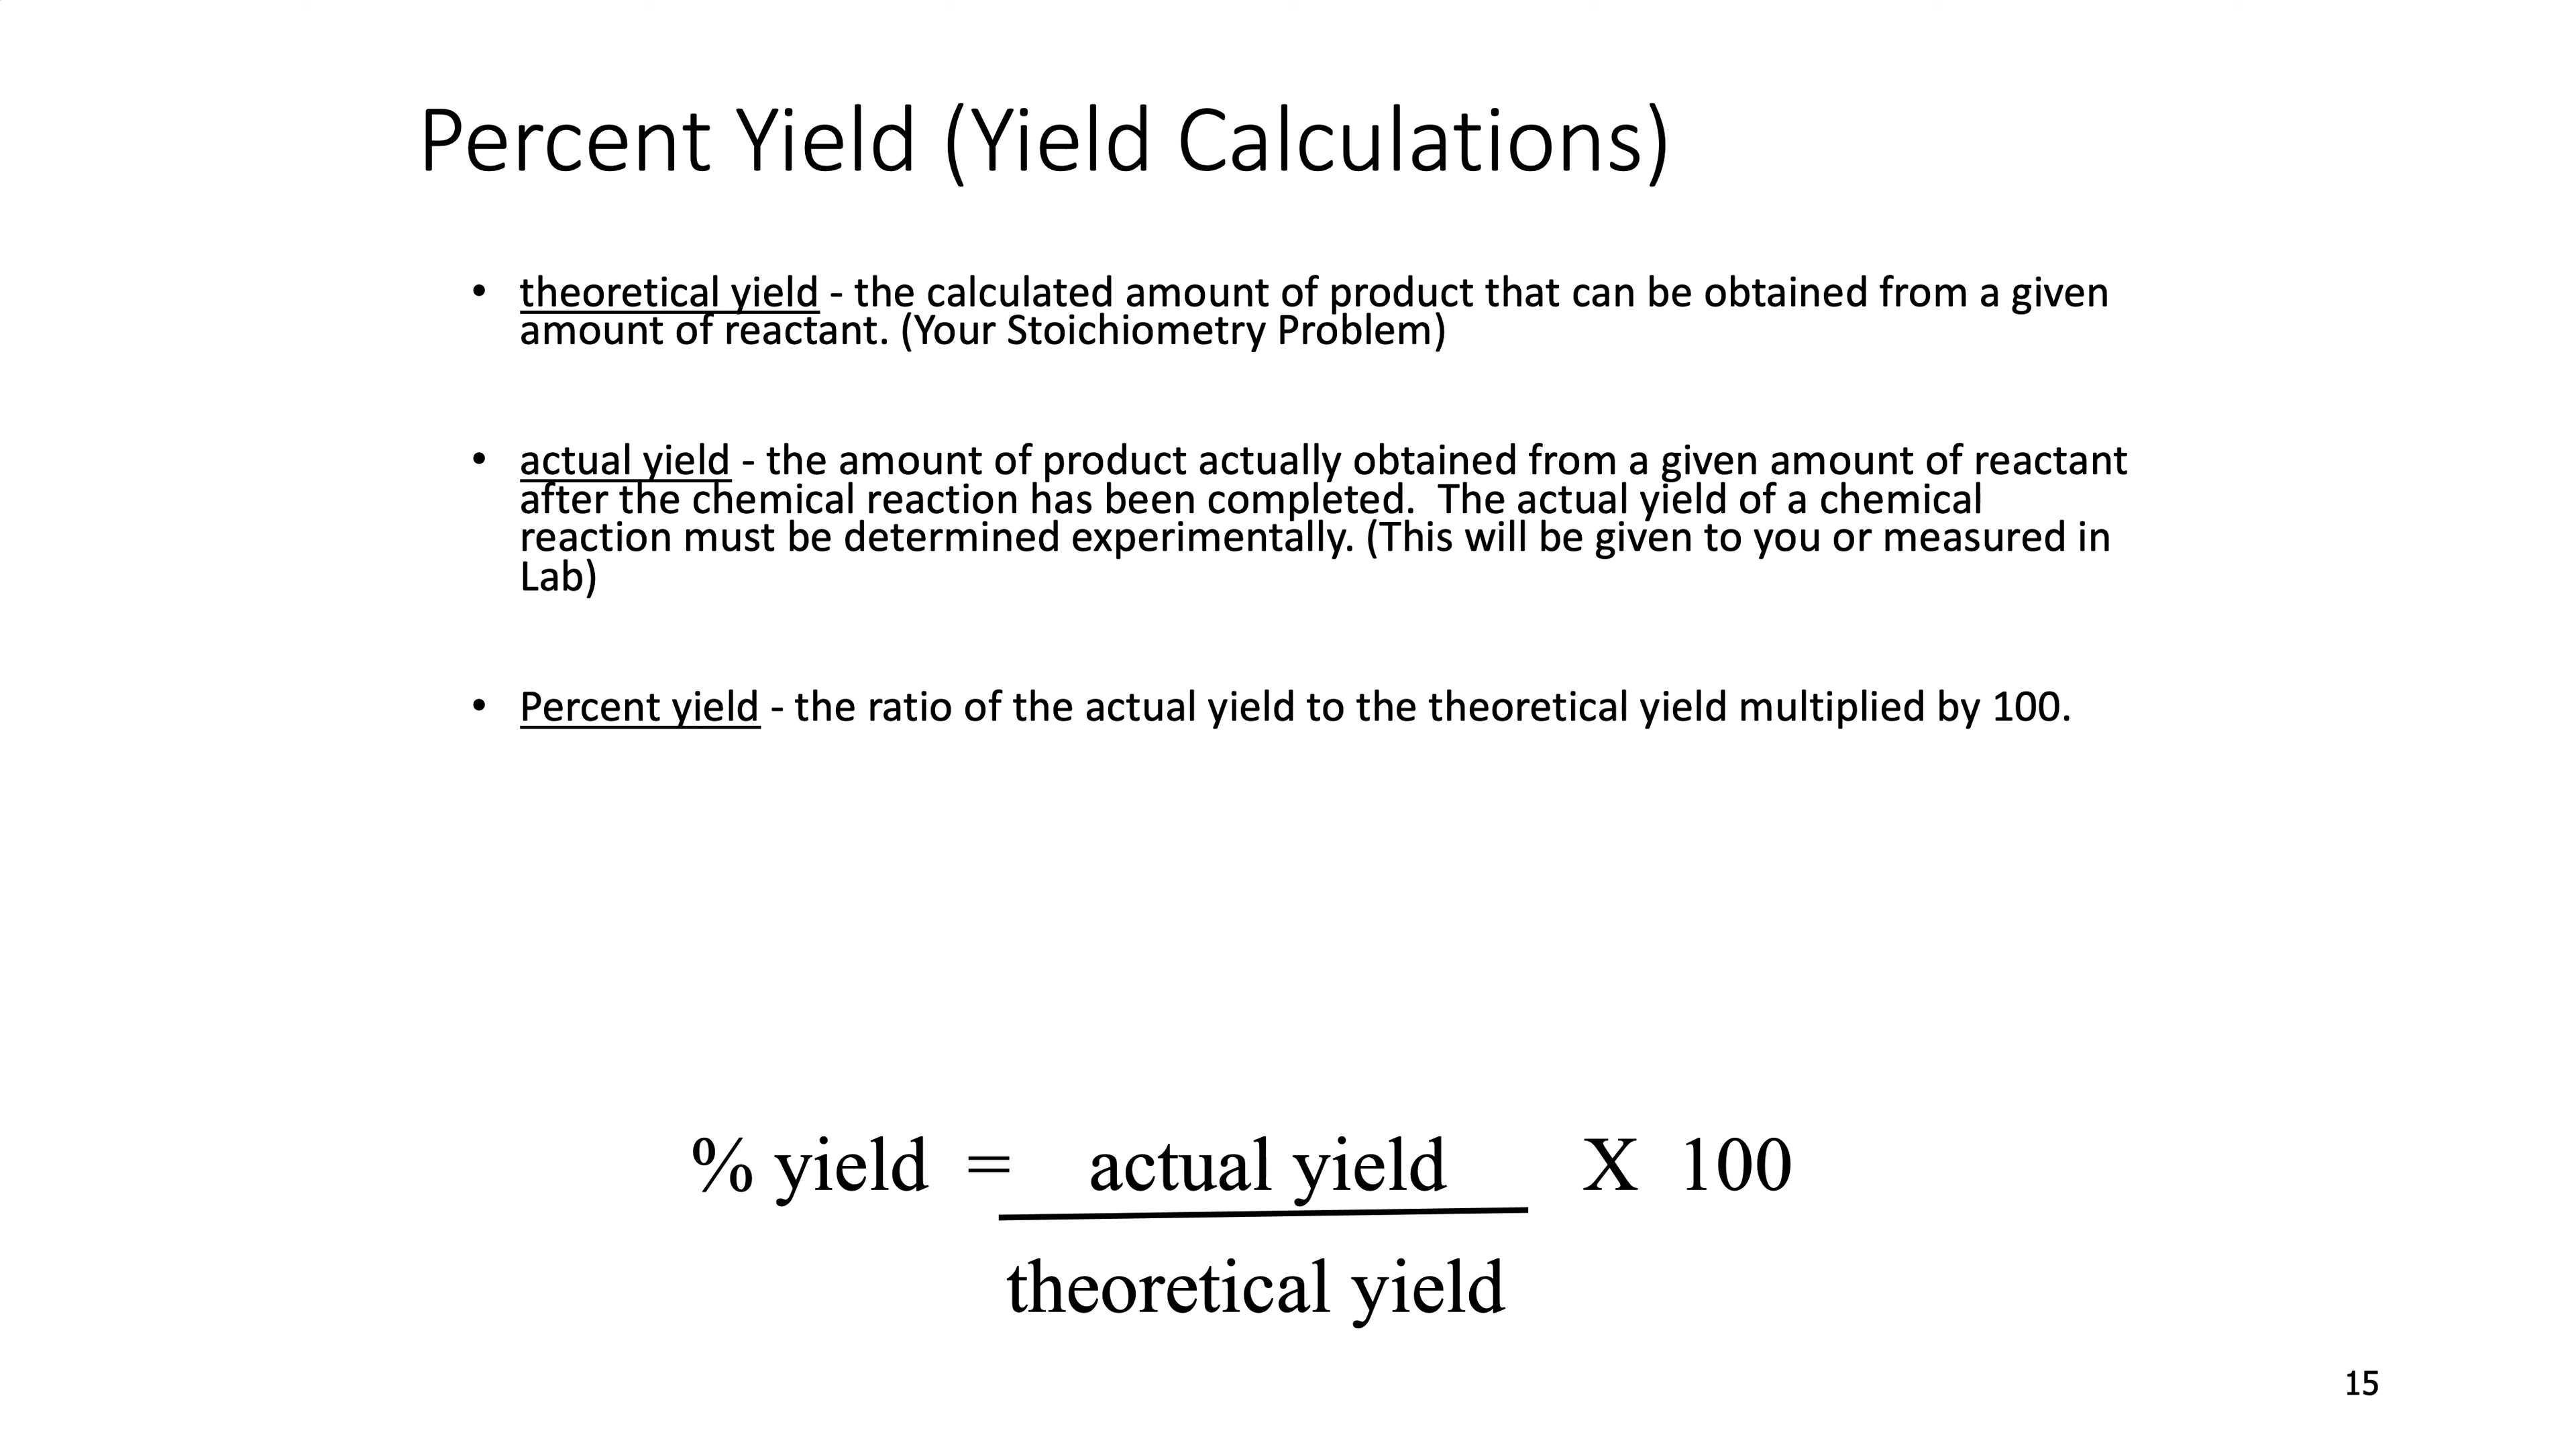 Percent Yield (Yield Calculations)
• theoretical yield - the calculated amount of product that can be obtained from a given
amount of reactant. (Your Stoichiometry Problem)
• actual yield - the amount of product actually obtained from a given amount of reactant
after the chemical reaction has been completed.  The actual yield of a chemical
reaction must be determined experimentally. (This will be given to you or measured in
Lab)
• Percent yield - the ratio of the actual yield to the theoretical yield multiplied by 100.
% yield = actual yield X 100
theoretical yield
15